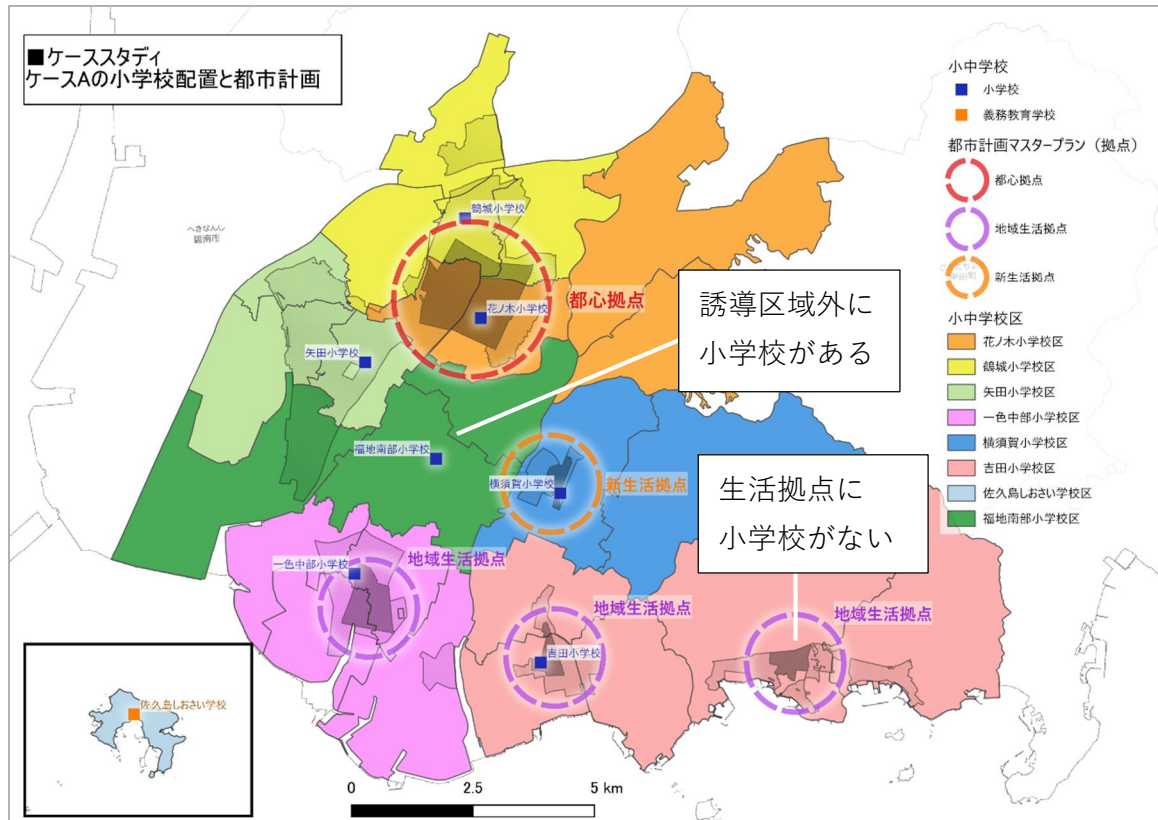 ■ケーススタディ
ケースAの小学校配置と都市計画
小中学校
小学校
義務教育学校
都市計画マスタープラン（拠点）
都心拠点
地域生活拠点
新生活拠点
小中学校区
花ノ木小学校区
鶴城小学校区
矢田小学校区
一色中部小学校区
横須賀小学校区
吉田小学校区
佐久島しおさい学校区
福地南部小学校区
へきなんし
碧南市
鶴城小学校
花ノ木小学校
都心拠点
矢田小学校
誘導区域外に
小学校がある
福地南部小学校
横須賀小学校
新生活拠点
生活拠点に
小学校がない
一色中部小学校
地域生活拠点
地域生活拠点
吉田小学校
地域生活拠点
佐久島しおさい学校
0
2.5
5 km